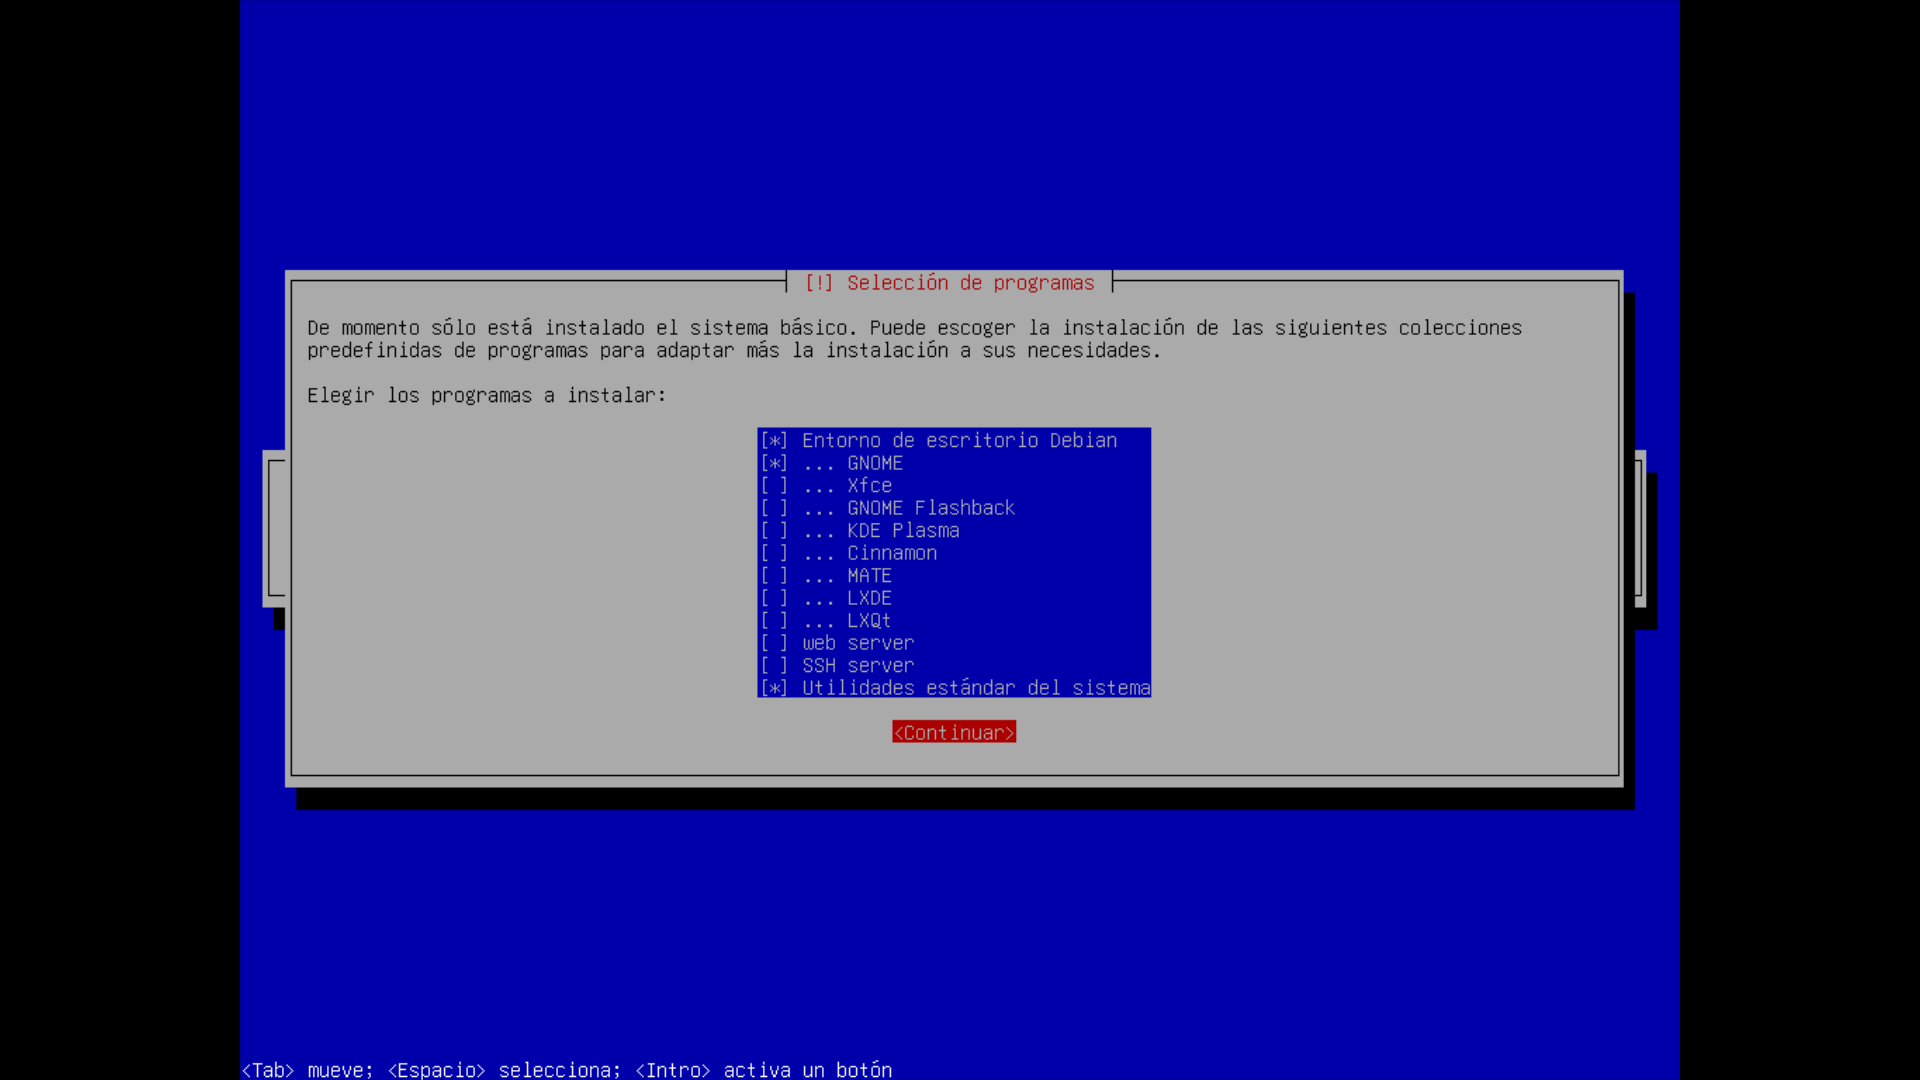 [!] Selección de programas
De momento sólo está instalado el sistema básico. Puede escoger la instalación de las siguientes colecciones
predefinidas de programas para adaptar más la instalación a sus necesidades.
Elegir los programas a instalar:
[*] Entorno de escritorio Debian
[*] ... GNOME
[ ] ... Xfce
[ ] ... GNOME Flashback
[ ] ... KDE Plasma
[ ] ... Cinnamon
[ ] ... MATE
[ ] ... LXDE
[ ] ... LXQt
[ ] web server
[ ] SSH server
[*] Utilidades estándar del sistema
<Continuar>
<Tab> mueve; <Espacio> selecciona; <Intro> activa un botón